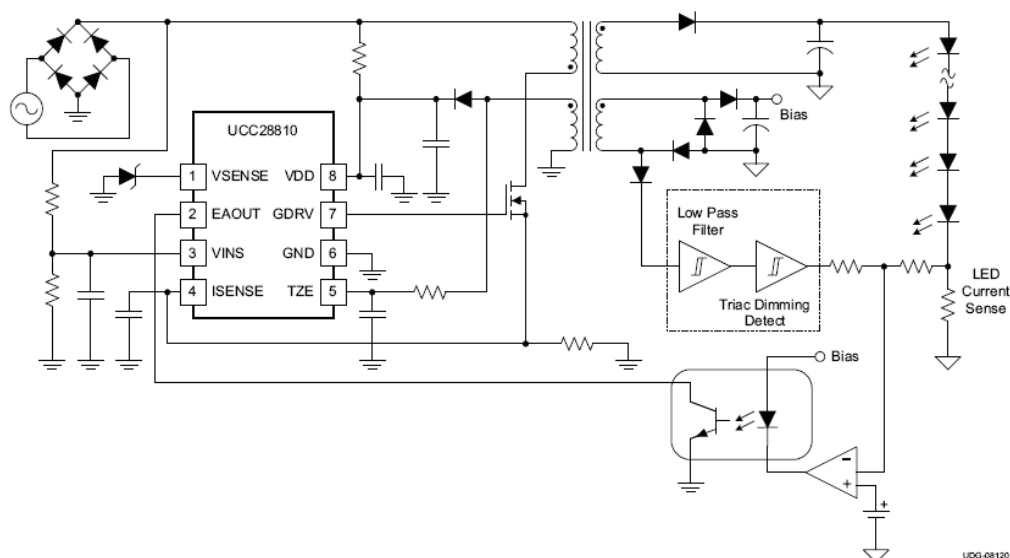 UCC28810
1 VSENSE VDD 8
2 EAOUT GDRV 7
3 VINS GND 6
4 ISENSE TZE 5
Bias
Low Pass
Filter
Triac Dimming
Detect
LED
Current
Sense
Bias
-
+
+
UDG-08120